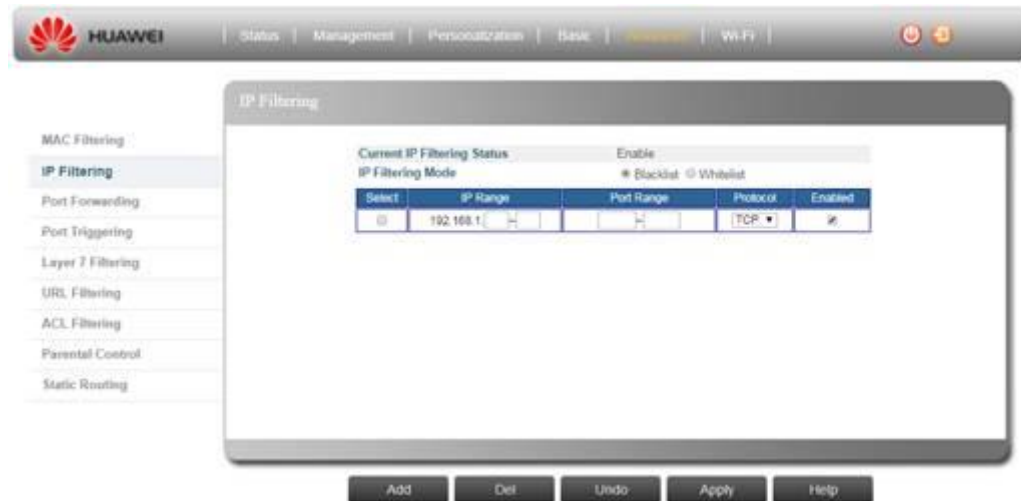 HUAWEI
Status | Management | Personalization | Basic | | Wi-Fi |
IP Filtering
MAC Filtering
IP Filtering
Port Forwarding
Port Triggering
Layer 7 Filtering
URL Filtering
ACL Filtering
Parental Control
Static Routing
Current IP Filtering Status Enable
IP Filtering Mode Blacklist Whitelist
Select IP Range Port Range Protocol Enabled
192.168.1. -- -- TCP
Add Del Undo Apply Help